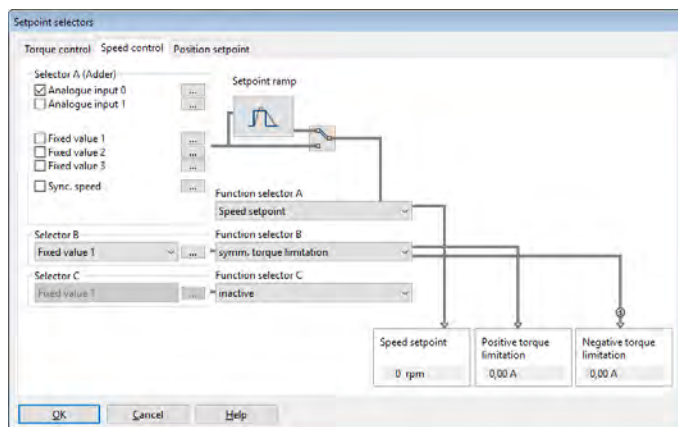 Setpoint selectors
Torque control Speed control Position setpoint
Selector A (Adder)
Setpoint ramp
Analogue input 0 ...
Analogue input 1 ...
Fixed value 1 ...
Fixed value 2 ...
Fixed value 3 ...
Sync. speed ...
Function selector A
Speed setpoint
Selector B Function selector B
Fixed value 1 ... symm. torque limitation
Selector C Function selector C
Fixed value 1 ... inactive
Speed setpoint Positive torque limitation Negative torque limitation
0 rpm 0,00 A 0,00 A
OK Cancel Help